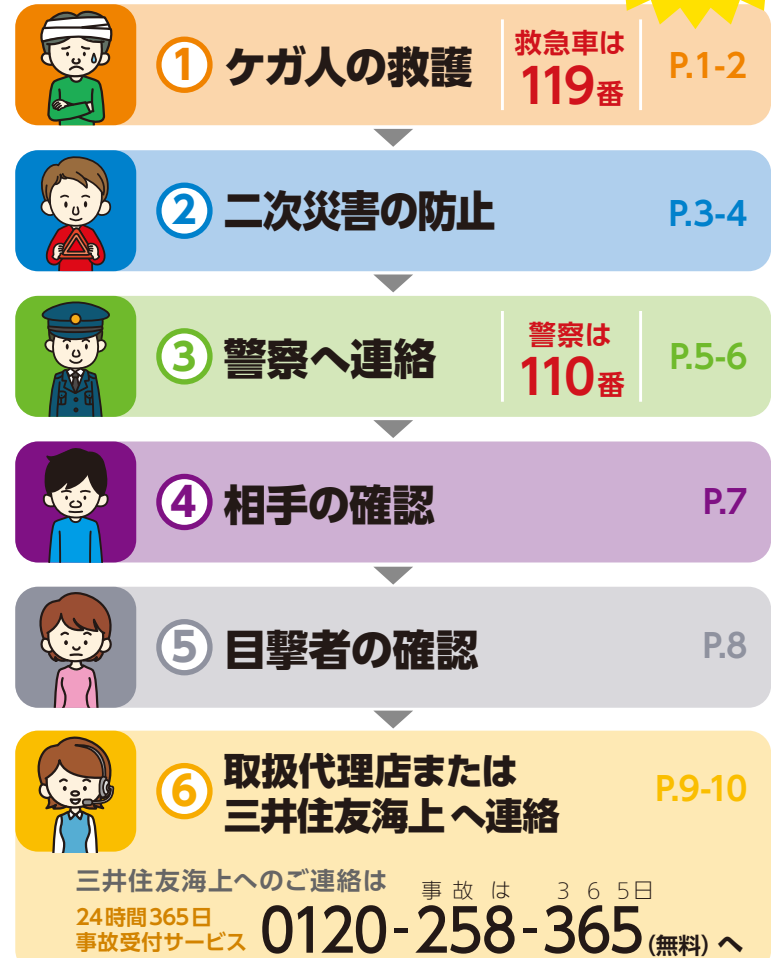 ① ケガ人の救護
救急車は
119番
P.1-2
② 二次災害の防止
P.3-4
③ 警察へ連絡
警察は
110番
P.5-6
④ 相手の確認
P.7
⑤ 目撃者の確認
P.8
⑥ 取扱代理店または
三井住友海上へ連絡
P.9-10
三井住友海上へのご連絡は
24時間365日
事故受付サービス
事故は 365日
0120-258-365(無料)へ